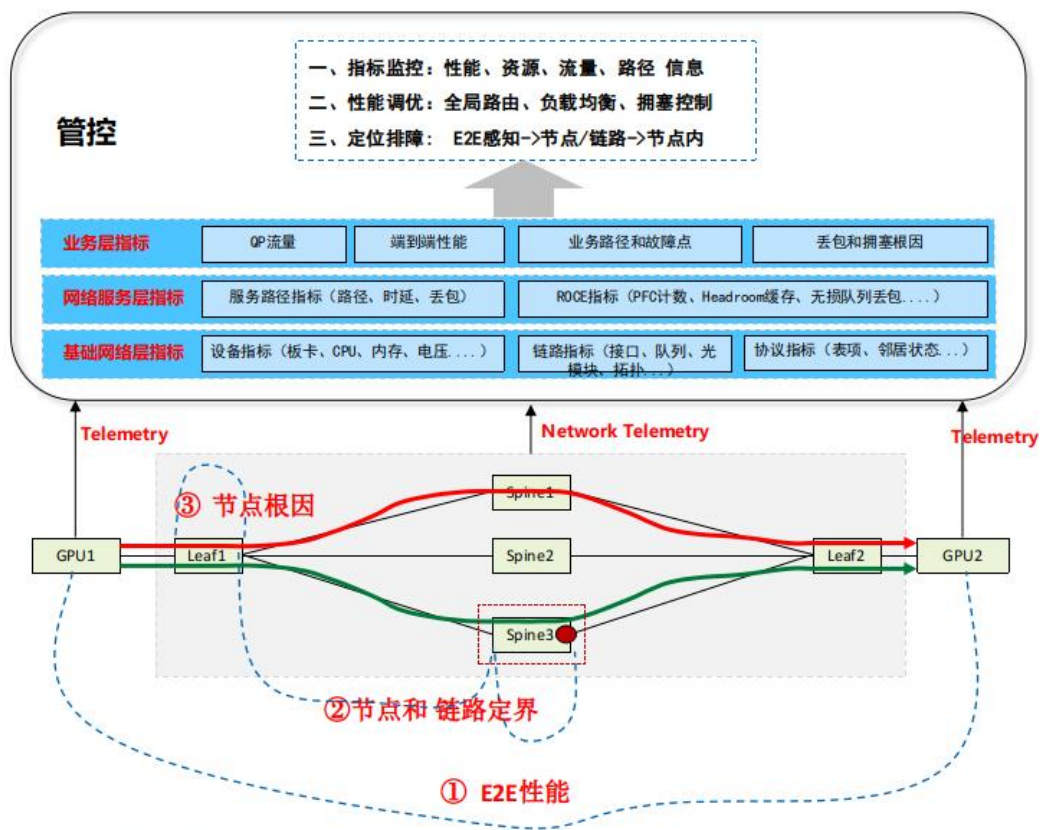 一、指标监控：性能、资源、流量、路径 信息
二、性能调优：全局路由、负载均衡、拥塞控制
三、定位排障： E2E感知->节点/链路->节点内
管控
业务层指标
QP流量
端到端性能
业务路径和故障点
丢包和拥塞根因
网络服务层指标
服务路径指标（路径、时延、丢包）
ROCE指标（PFC计数、Headroom缓存、无损队列丢包....）
基础网络层指标
设备指标（板卡、CPU、内存、电压....）
链路指标（接口、队列、光
模块、拓扑...）
协议指标（表项、邻居状态...）
Telemetry
Network Telemetry
Telemetry
③ 节点根因
Spine1
GPU1
Leaf1
Spine2
Leaf2
GPU2
Spine3
②节点和 链路定界
① E2E性能